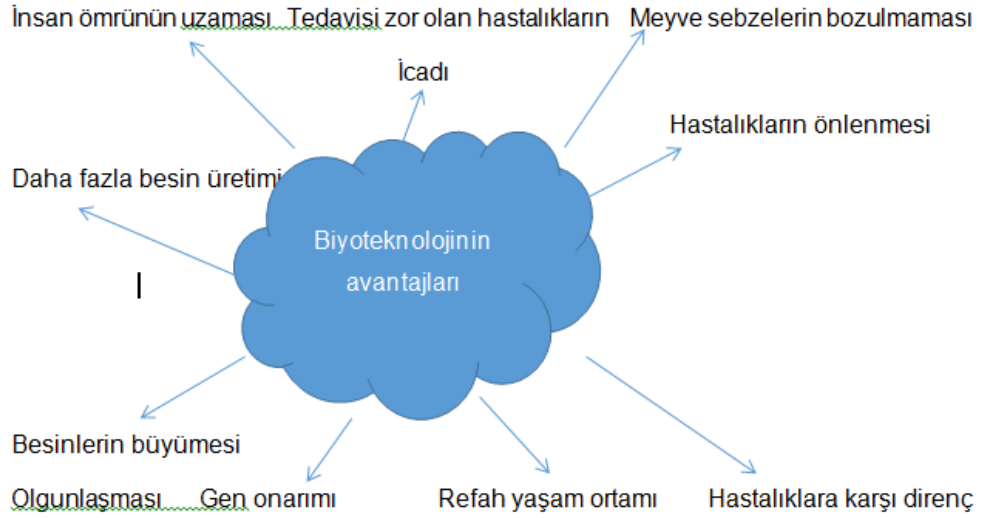 İnsan ömrünün uzaması Tedavisi zor olan hastalıkların Meyve sebzelerin bozulmaması
İcadı
Hastalıkların önlenmesi
Daha fazla besin üretimi
Biyoteknolojinin
avantajları
Besinlerin büyümesi
Olgunlaşması Gen onarımı Refah yaşam ortamı Hastalıklara karşı direnç